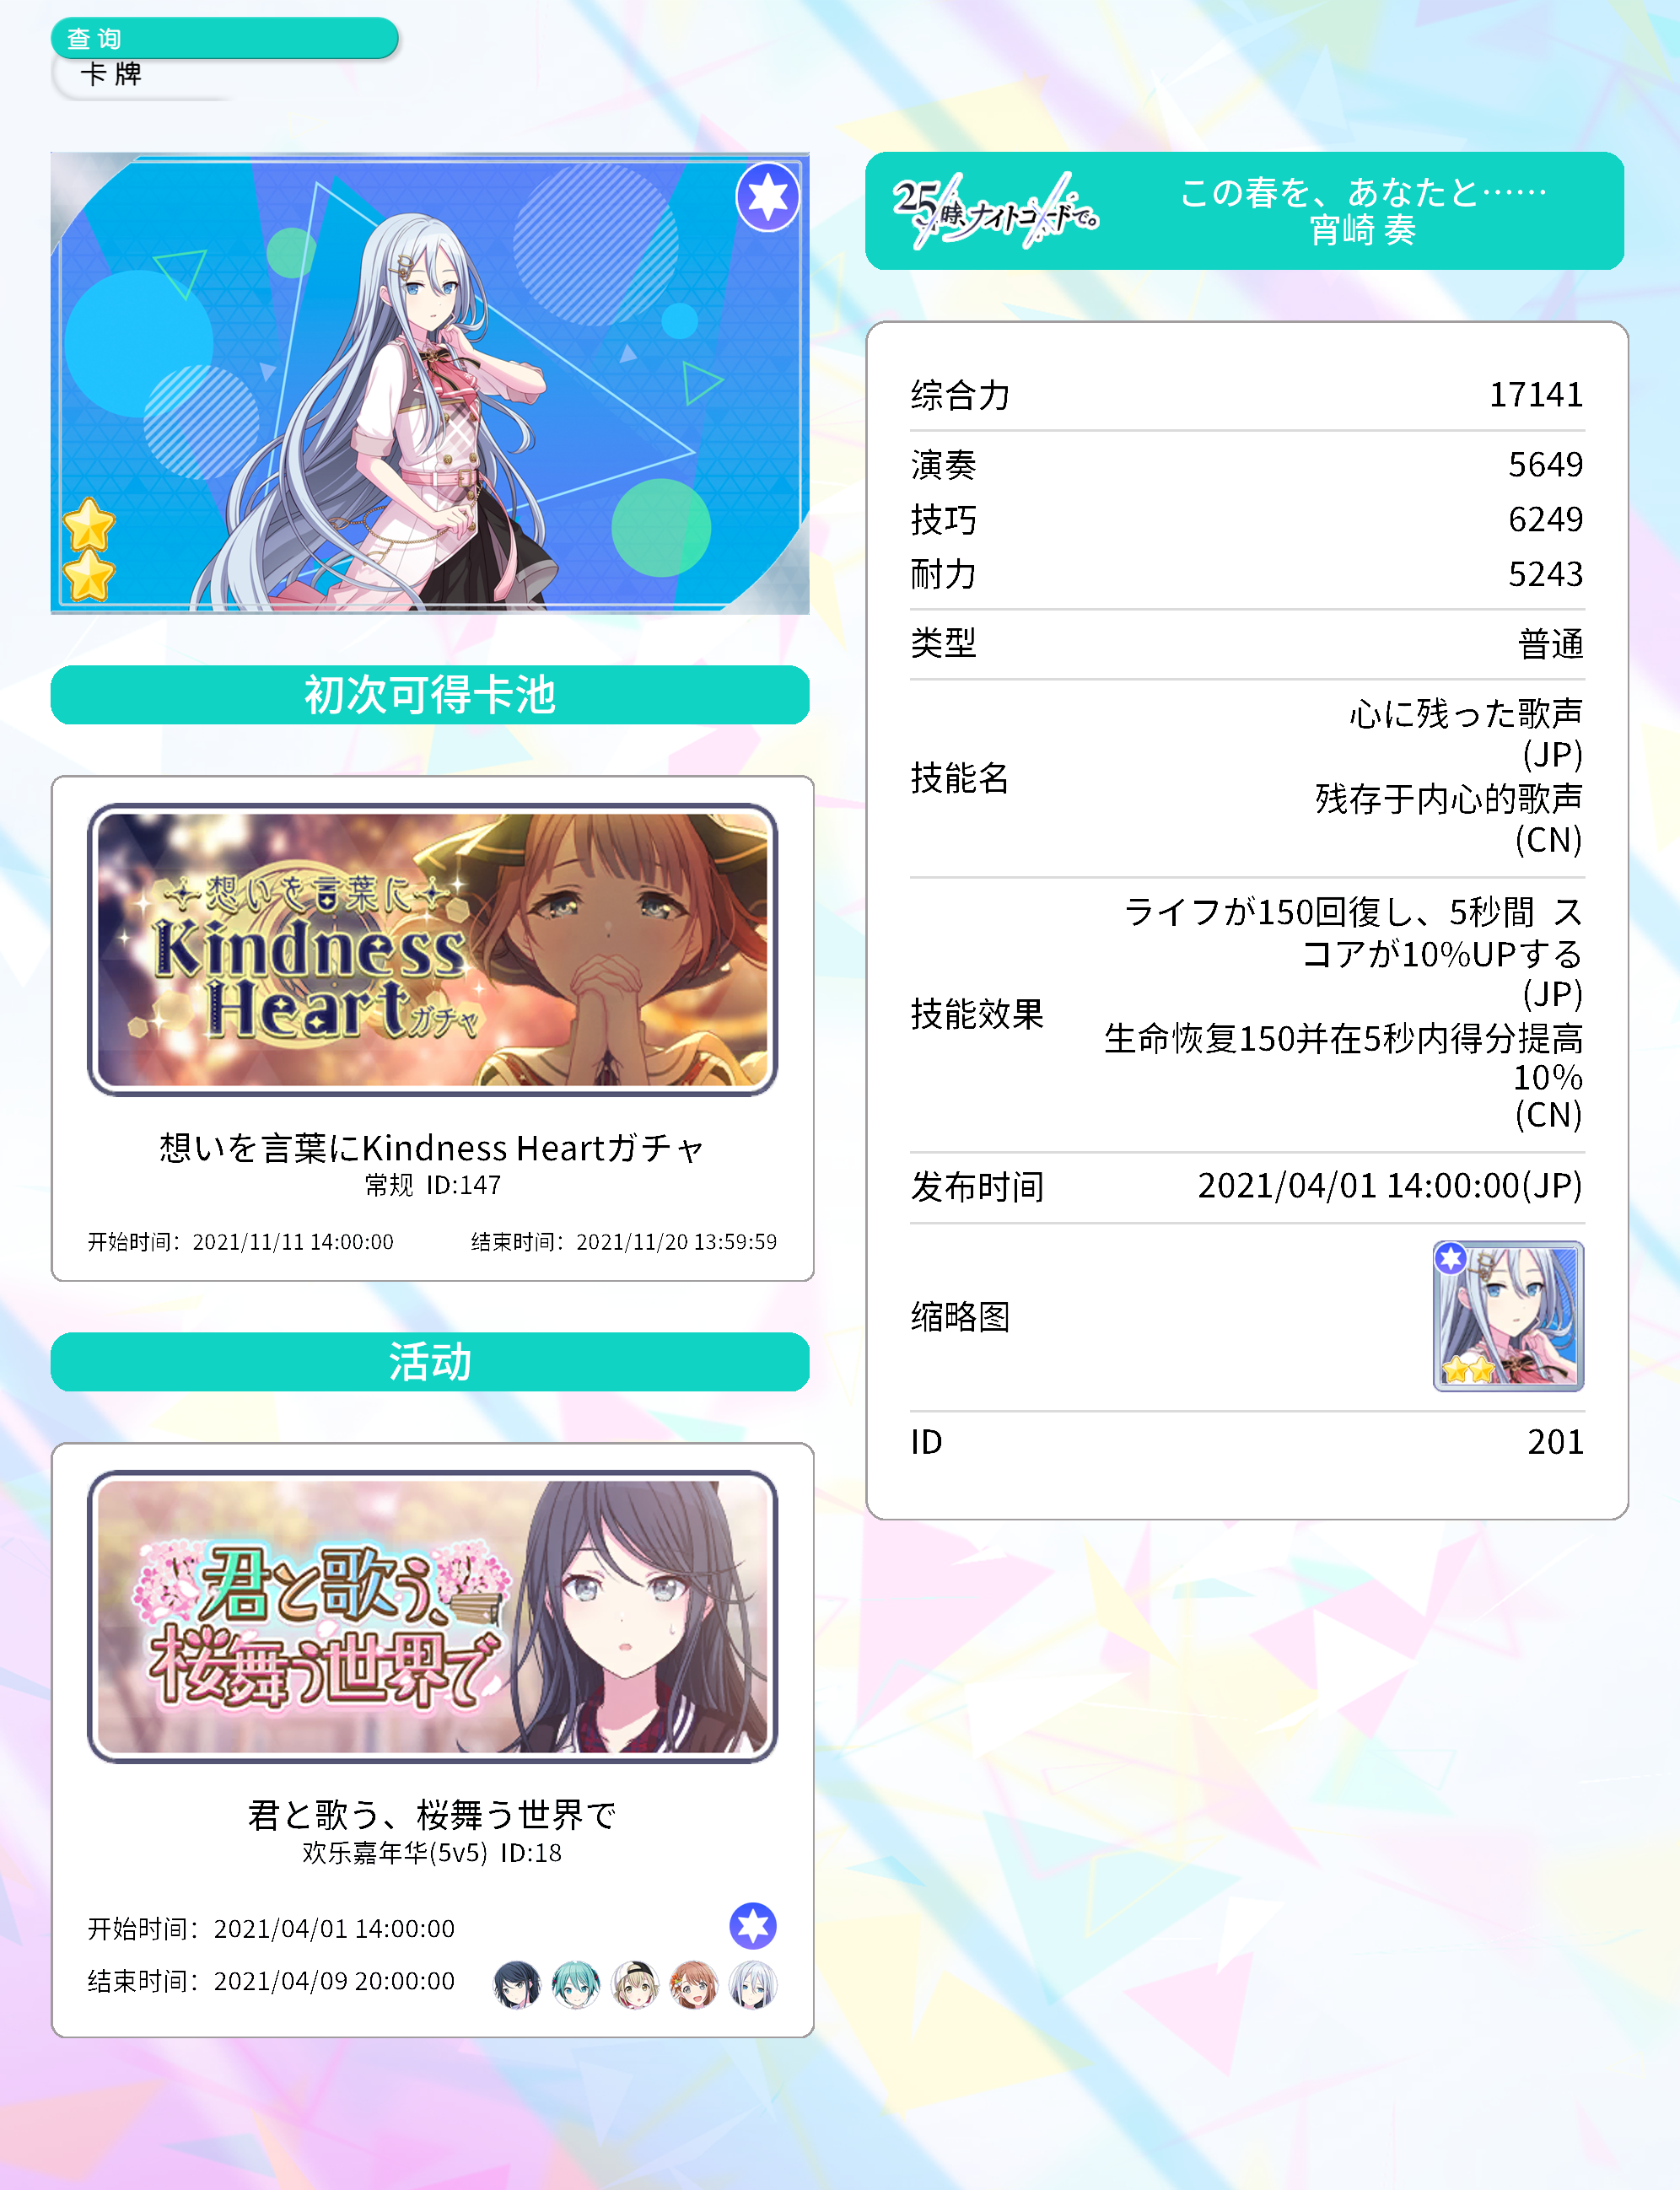 查询
卡牌
25時、ナイトコードで。
この春を、あなたと……
宵崎 奏
综合力 17141
演奏 5649
技巧 6249
耐力 5243
类型 普通
技能名
心に残った歌声
(JP)
残存于内心的歌声
(CN)
技能效果
ライフが150回復し、5秒間 ス
コアが10%UPする
(JP)
生命恢复150并在5秒内得分提高
10%
(CN)
发布时间 2021/04/01 14:00:00(JP)
缩略图
ID 201
初次可得卡池
想いを言葉に
Kindness
Heartガチャ
想いを言葉にKindness Heartガチャ
常规 ID:147
开始时间：2021/11/11 14:00:00 结束时间：2021/11/20 13:59:59
活动
君と歌う、
桜舞う世界で
君と歌う、桜舞う世界で
欢乐嘉年华(5v5) ID:18
开始时间：2021/04/01 14:00:00
结束时间：2021/04/09 20:00:00